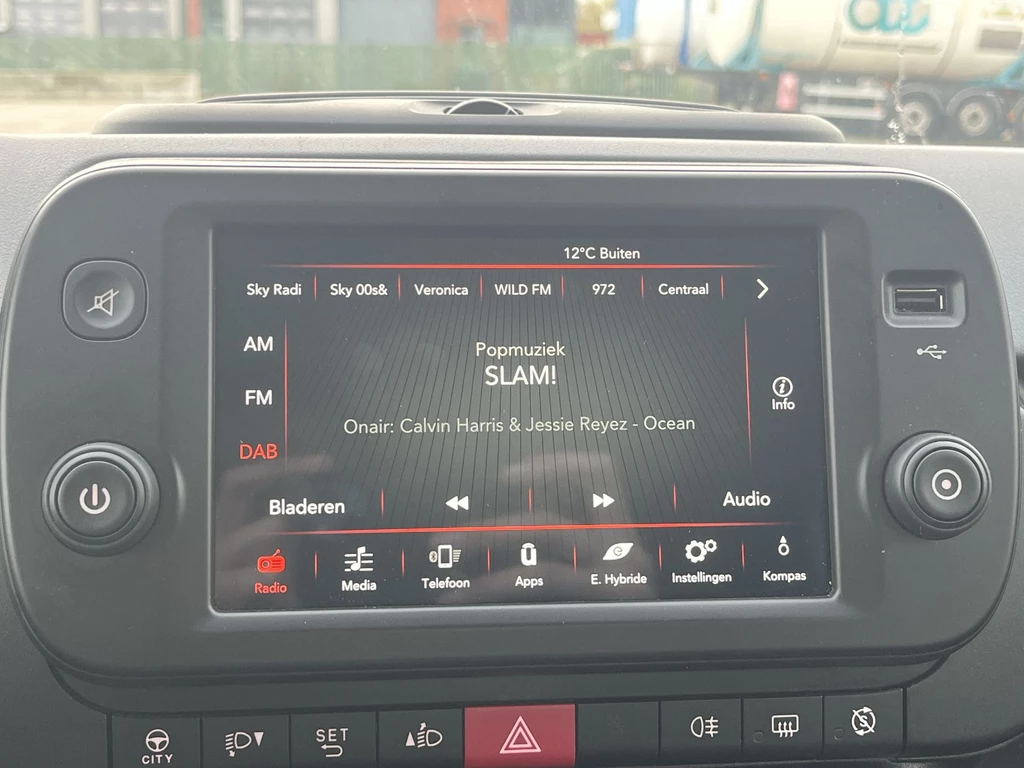 12°C Buiten
Sky Radi
Sky 00s&
Veronica
WILD FM
972
Centraal
AM
FM
DAB
Popmuziek
SLAM!
Onair: Calvin Harris & Jessie Reyez - Ocean
i
Info
Bladeren
Audio
Radio
Media
Telefoon
Apps
e
E. Hybride
Instellingen
Kompas
CITY
SET
S